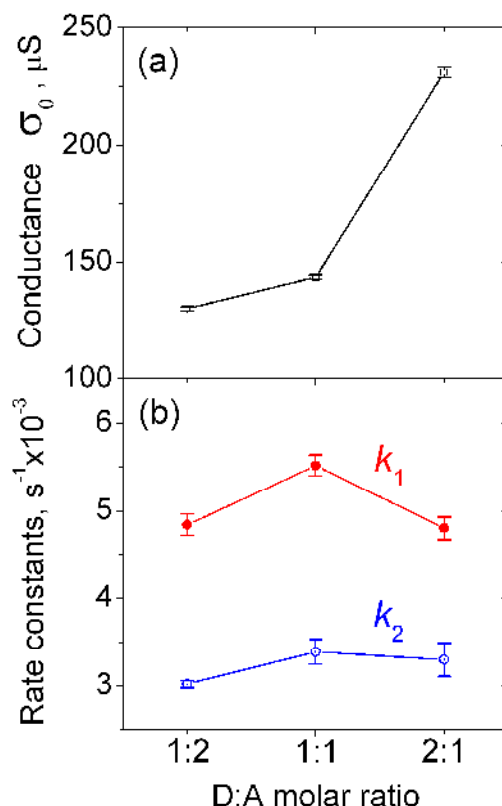 (a)
Conductance σ₀ , μS
250
200
150
100
(b)
Rate constants, s⁻¹x10⁻³
6
5
4
3
k₁
k₂
1:2 1:1 2:1
D:A molar ratio